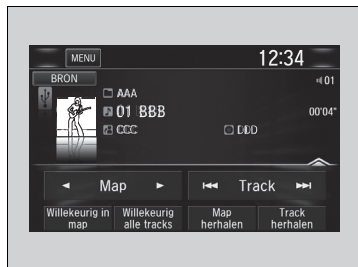 MENU
12:34
BRON
01
AAA
01 BBB
00'04"
CCC
DDD
Map
Track
Willekeurig in map
Willekeurig alle tracks
Map herhalen
Track herhalen